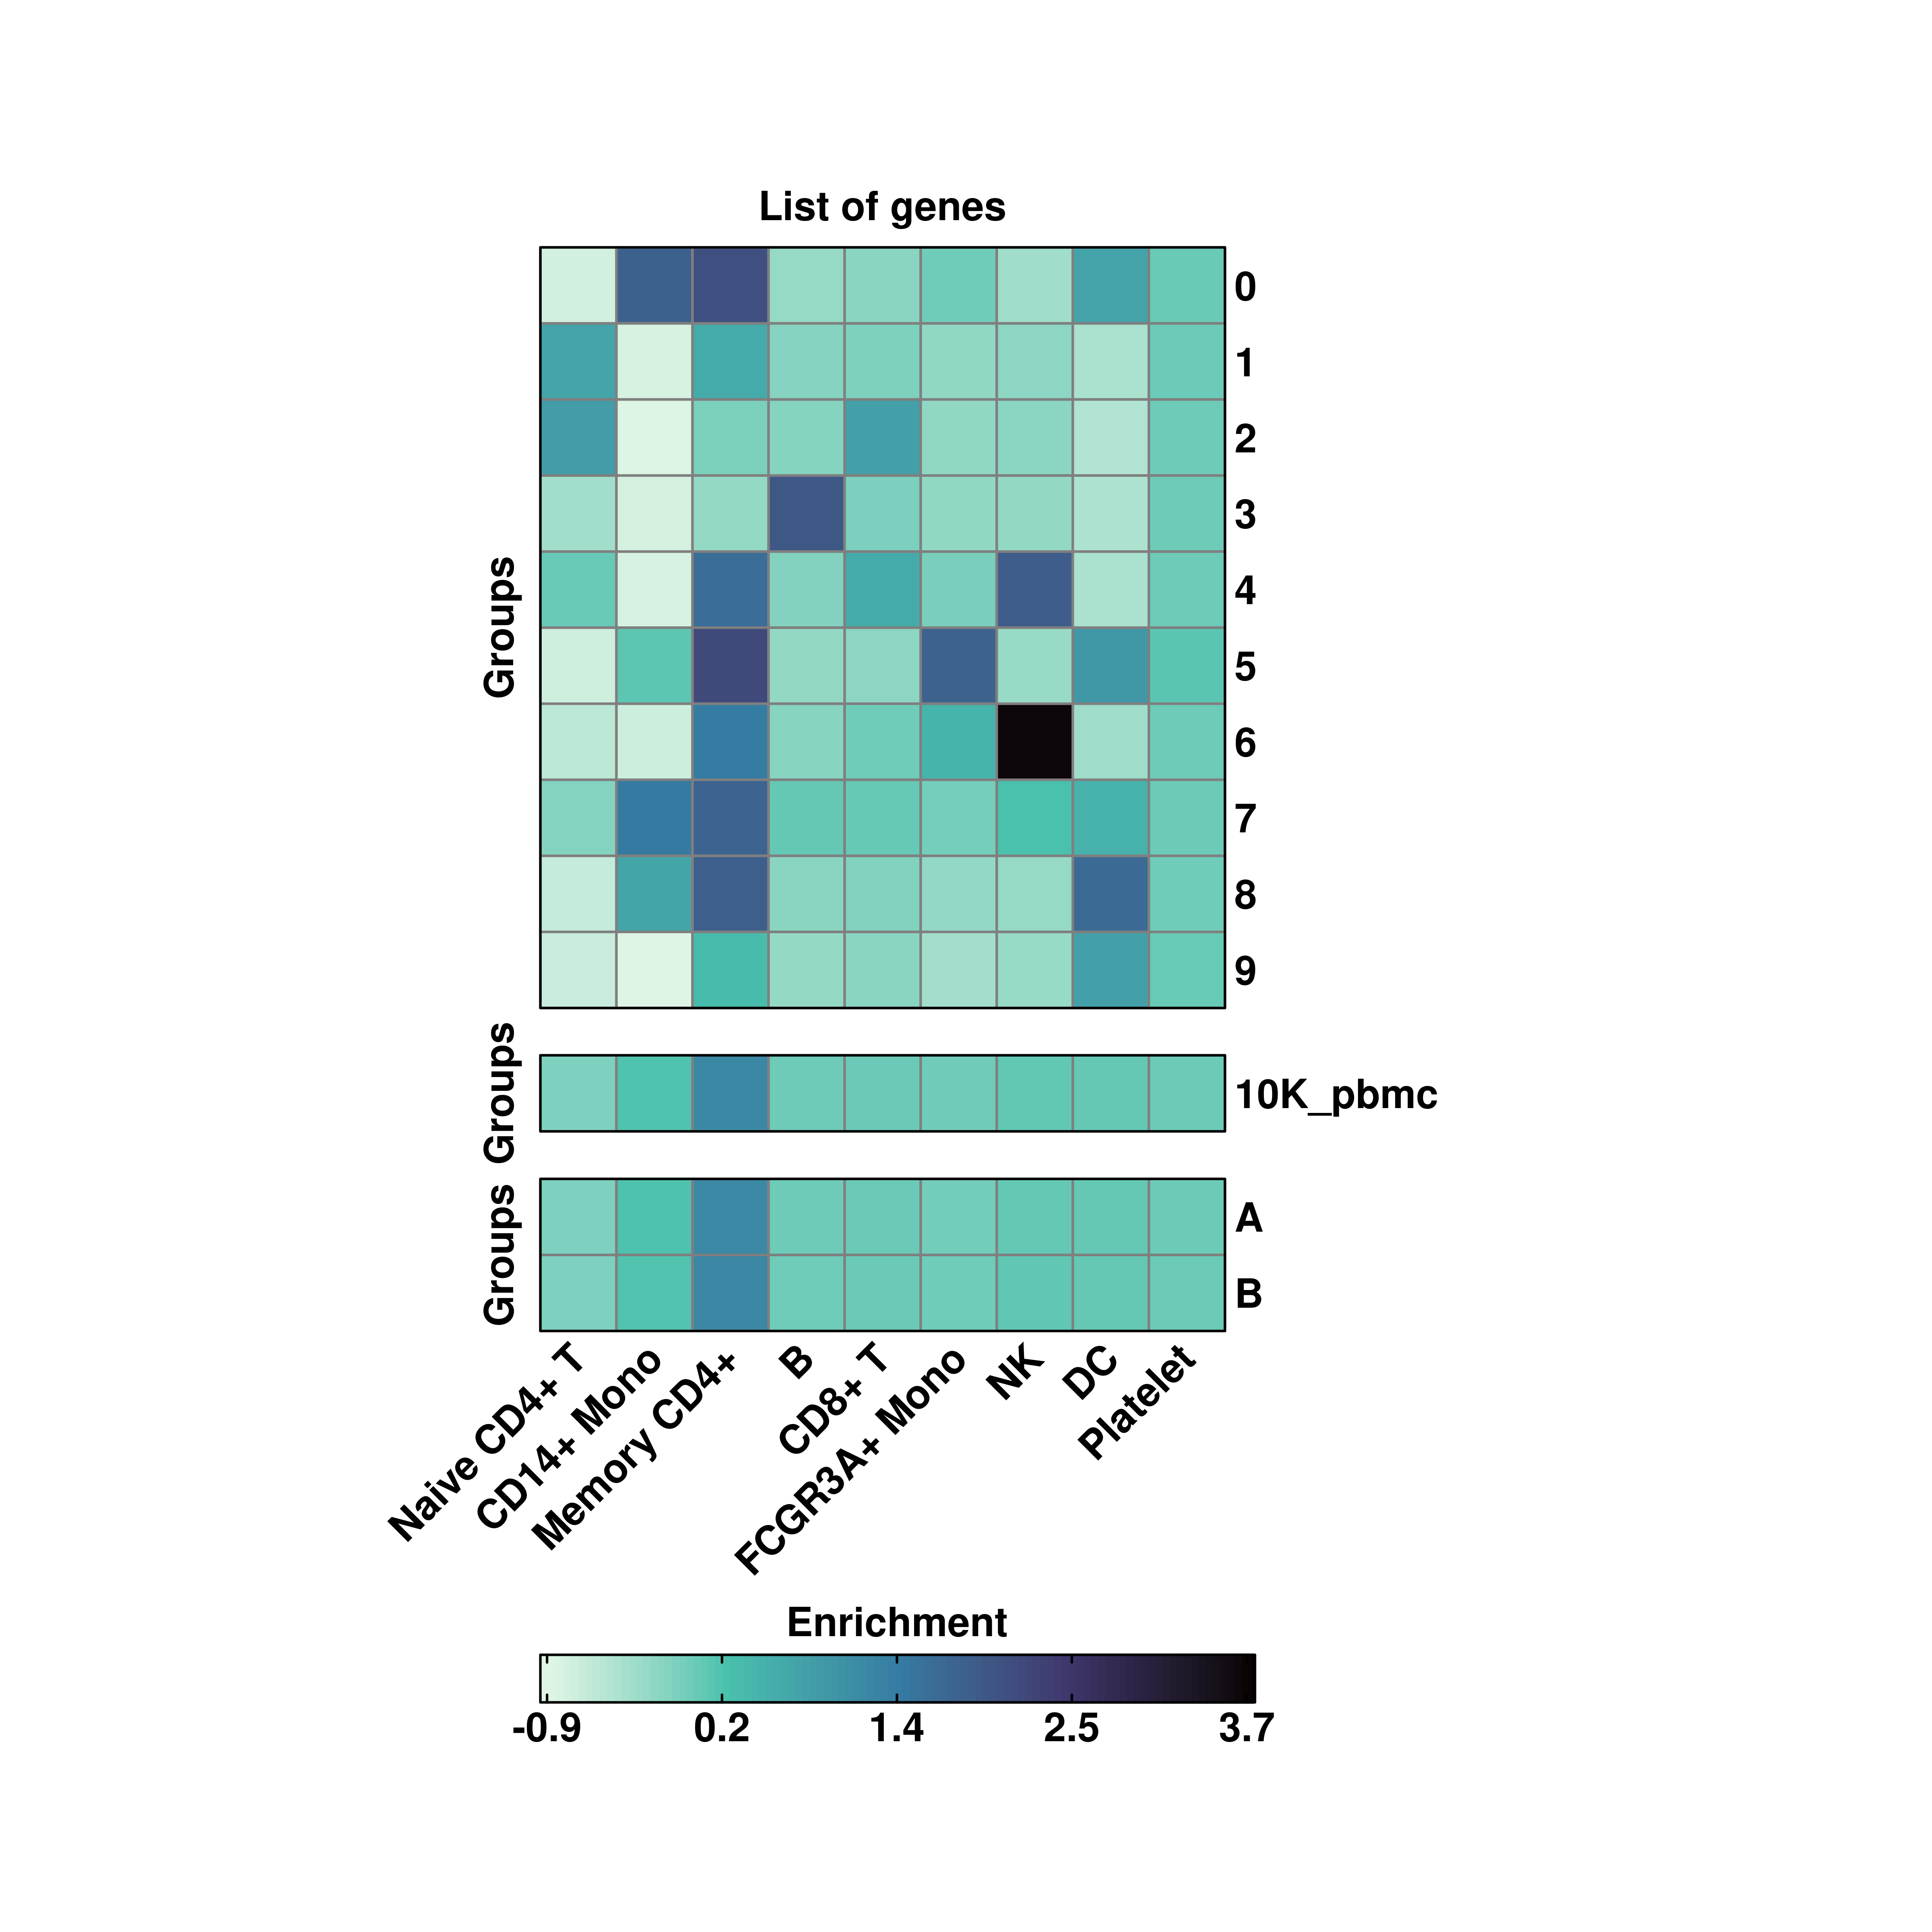 List of genes
Groups
0
1
2
3
4
5
6
7
8
9
Groups
10K_pbmc
Groups
A
B
Naive CD4+ T
CD14+ Mono
Memory CD4+
B
CD8+ T
FCGR3A+ Mono
NK
DC
Platelet
Enrichment
-0.9 0.2 1.4 2.5 3.7